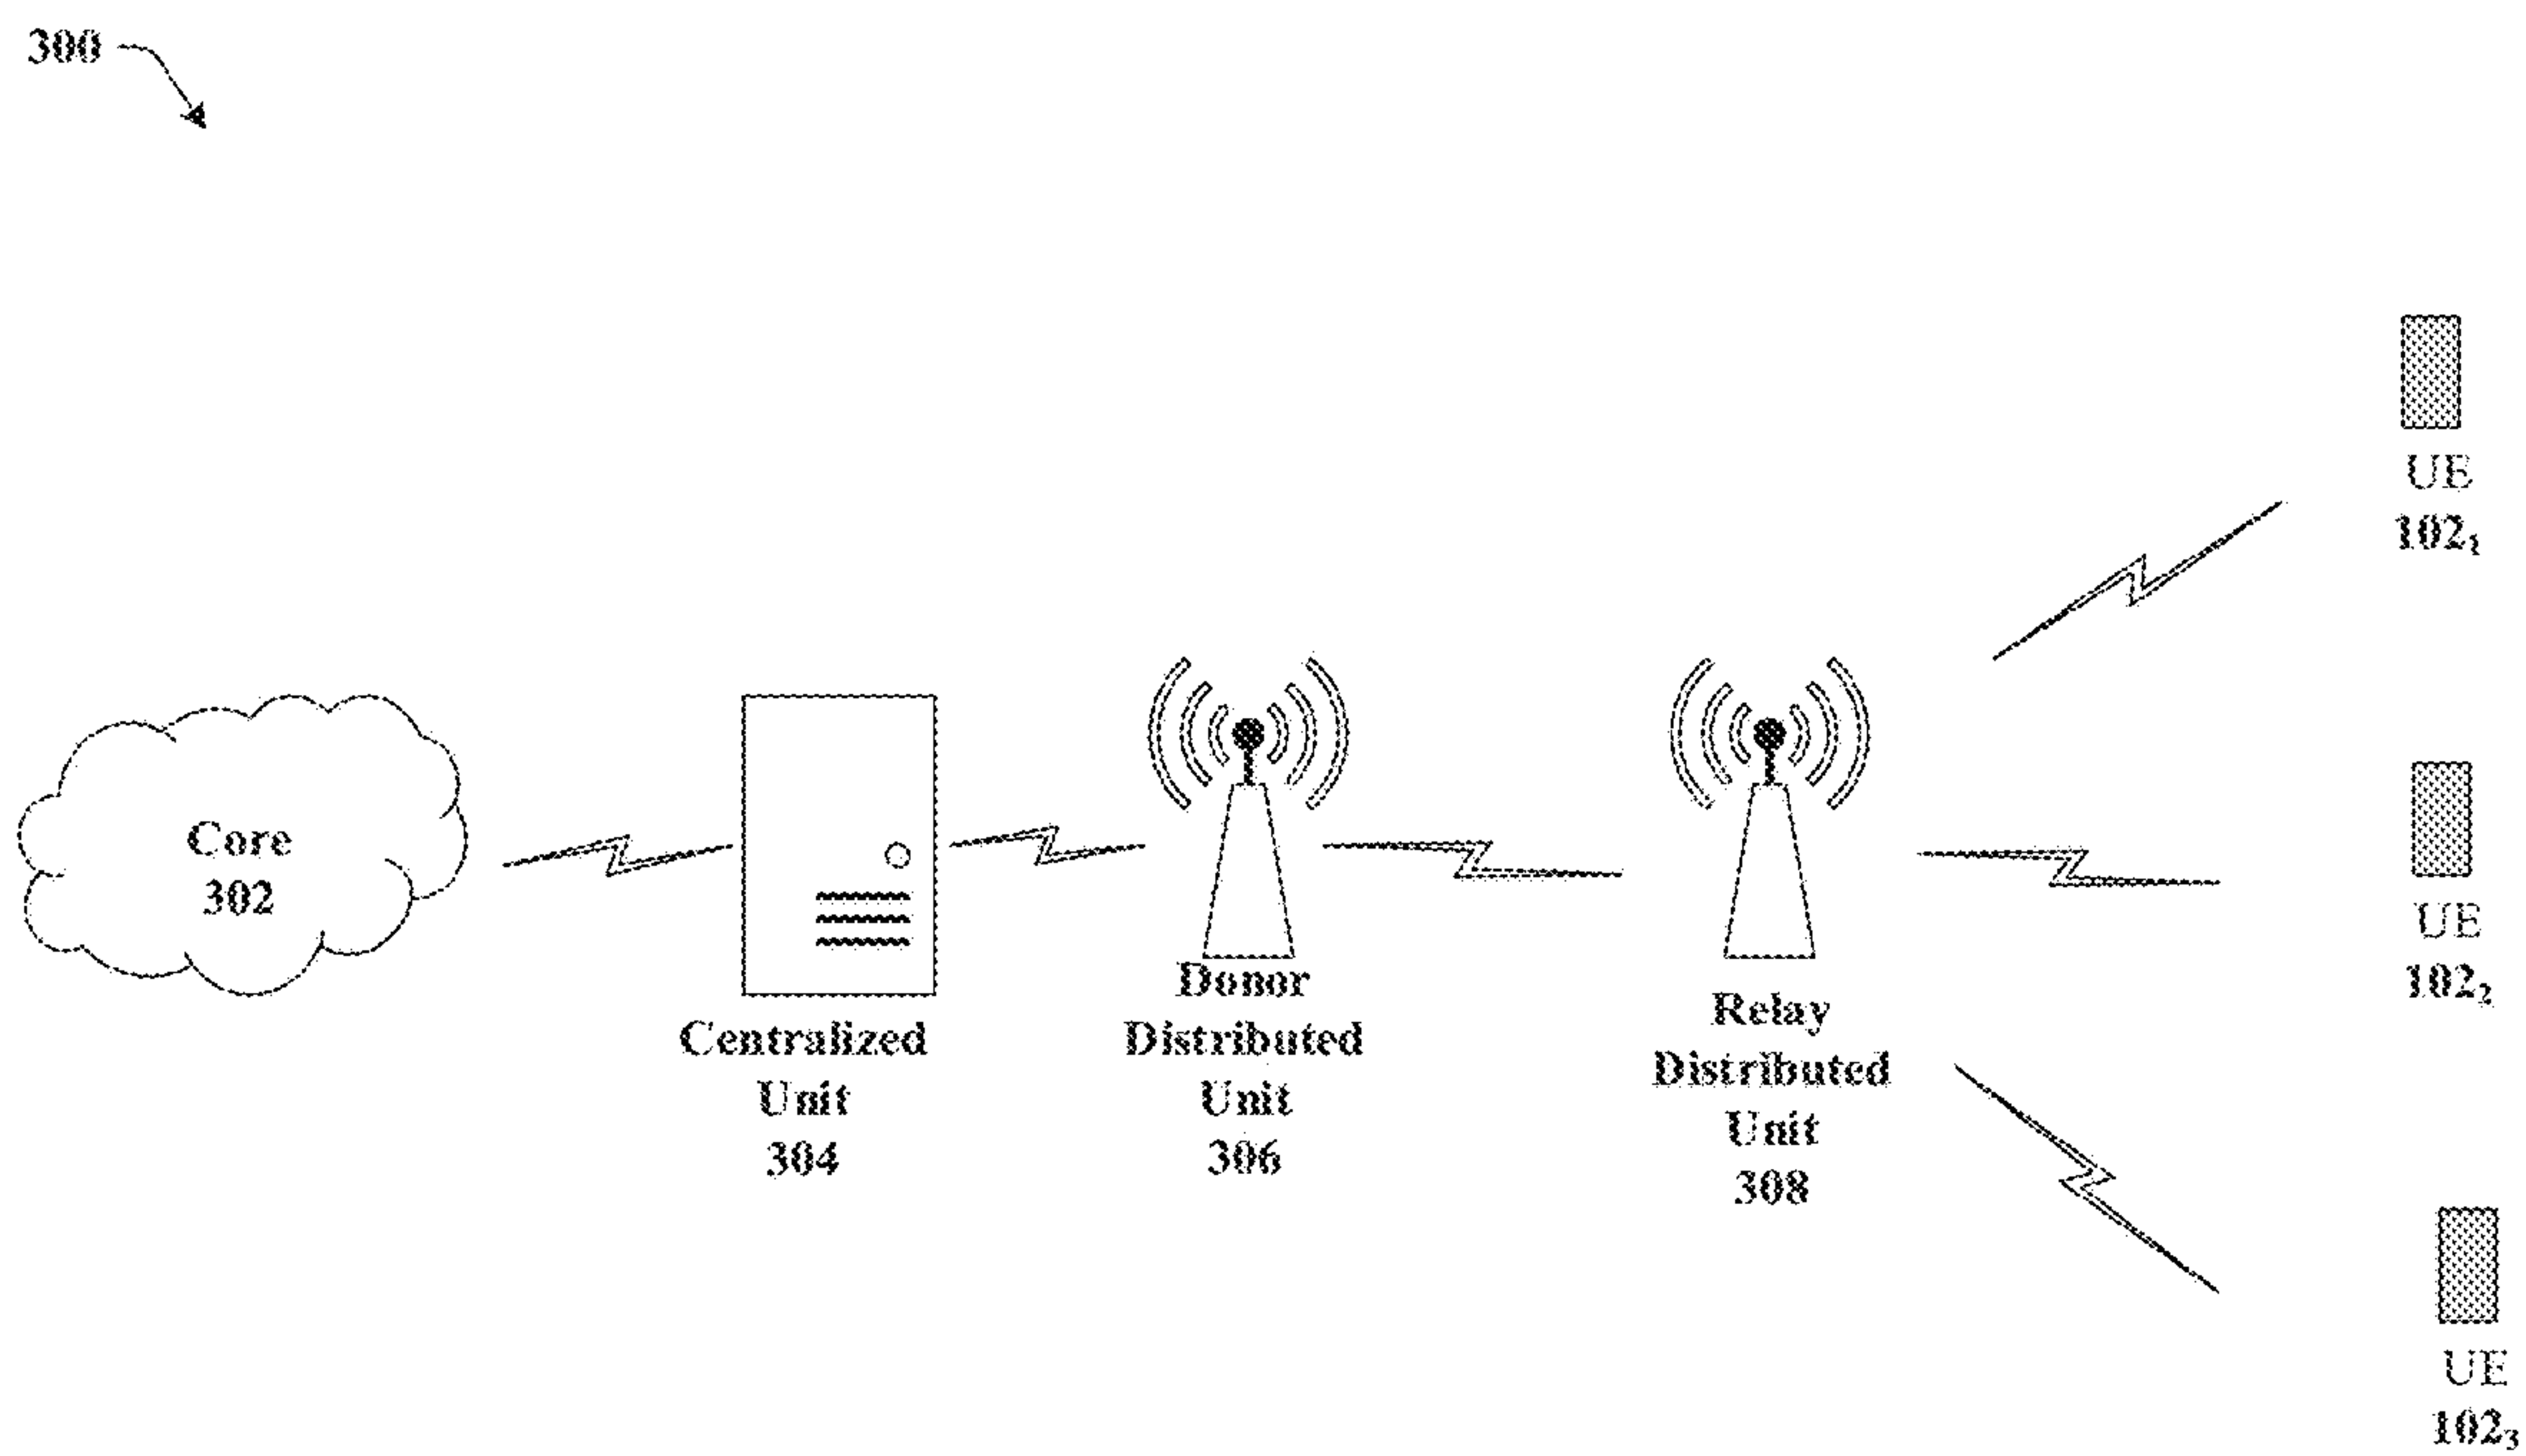 300
UE
102₁
Core
302
UE
102₂
Centralized
Unit
304
Donor
Distributed
Unit
306
Relay
Distributed
Unit
308
UE
102₃